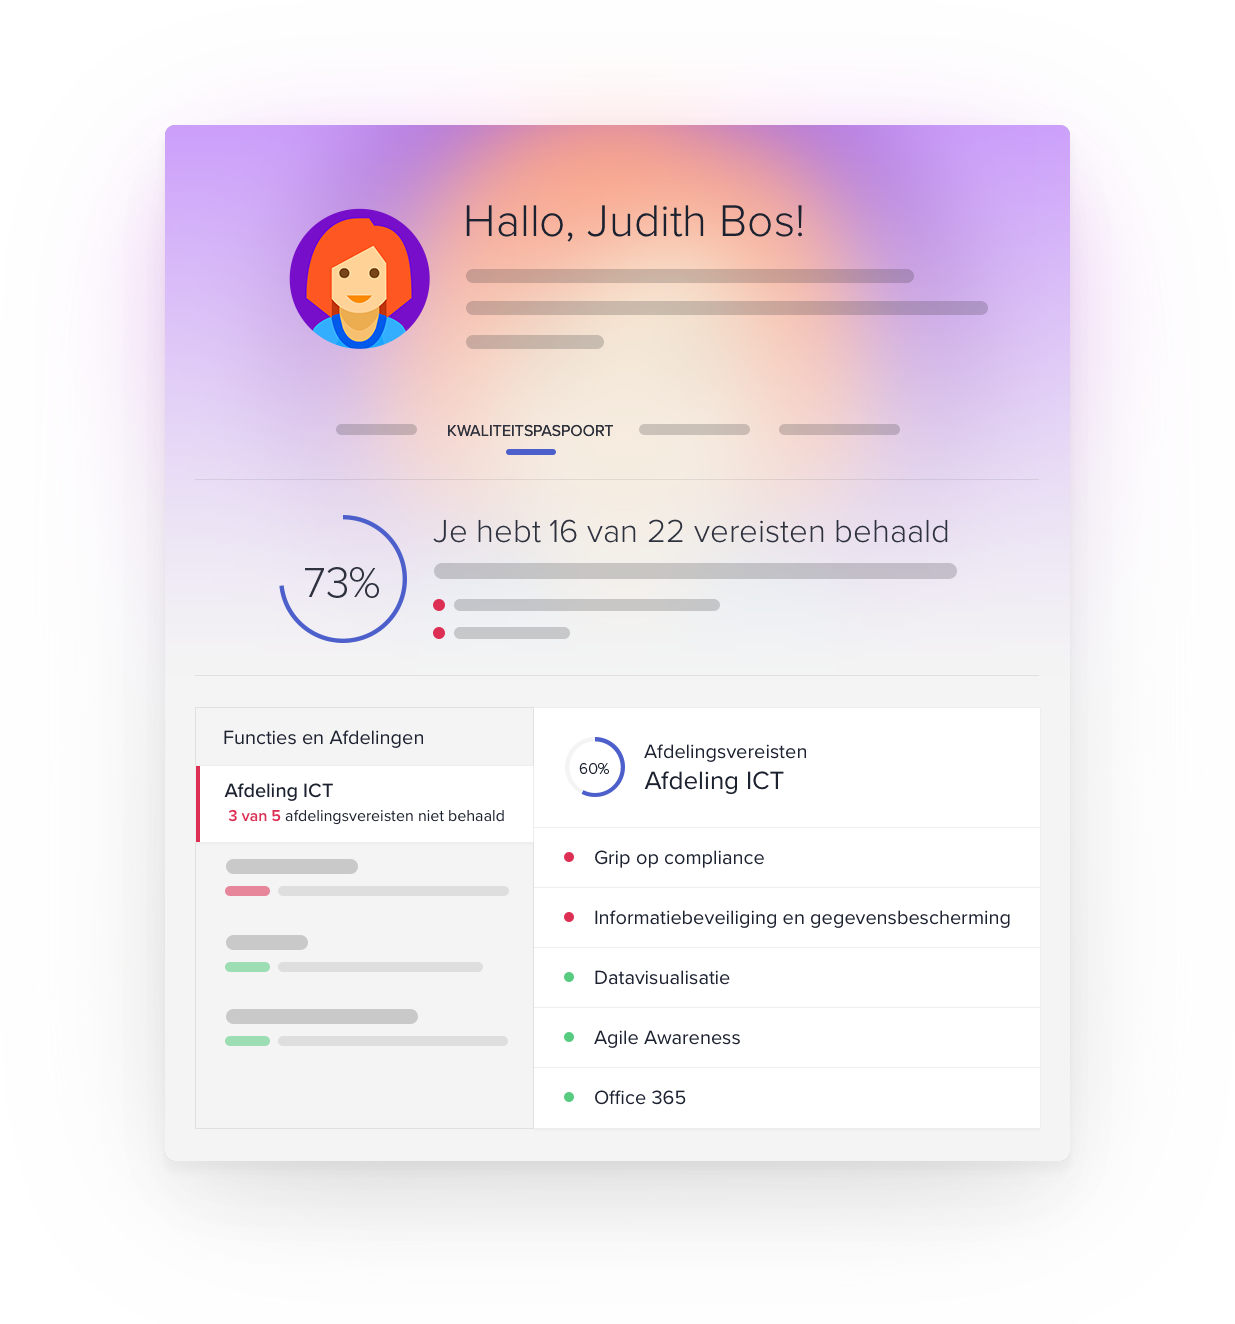 Hallo, Judith Bos!
KWALITEITSPASPOORT
73%
Je hebt 16 van 22 vereisten behaald
Functies en Afdelingen
Afdeling ICT
3 van 5 afdelingsvereisten niet behaald
60%
Afdelingsvereisten
Afdeling ICT
Grip op compliance
Informatiebeveiliging en gegevensbescherming
Datavisualisatie
Agile Awareness
Office 365